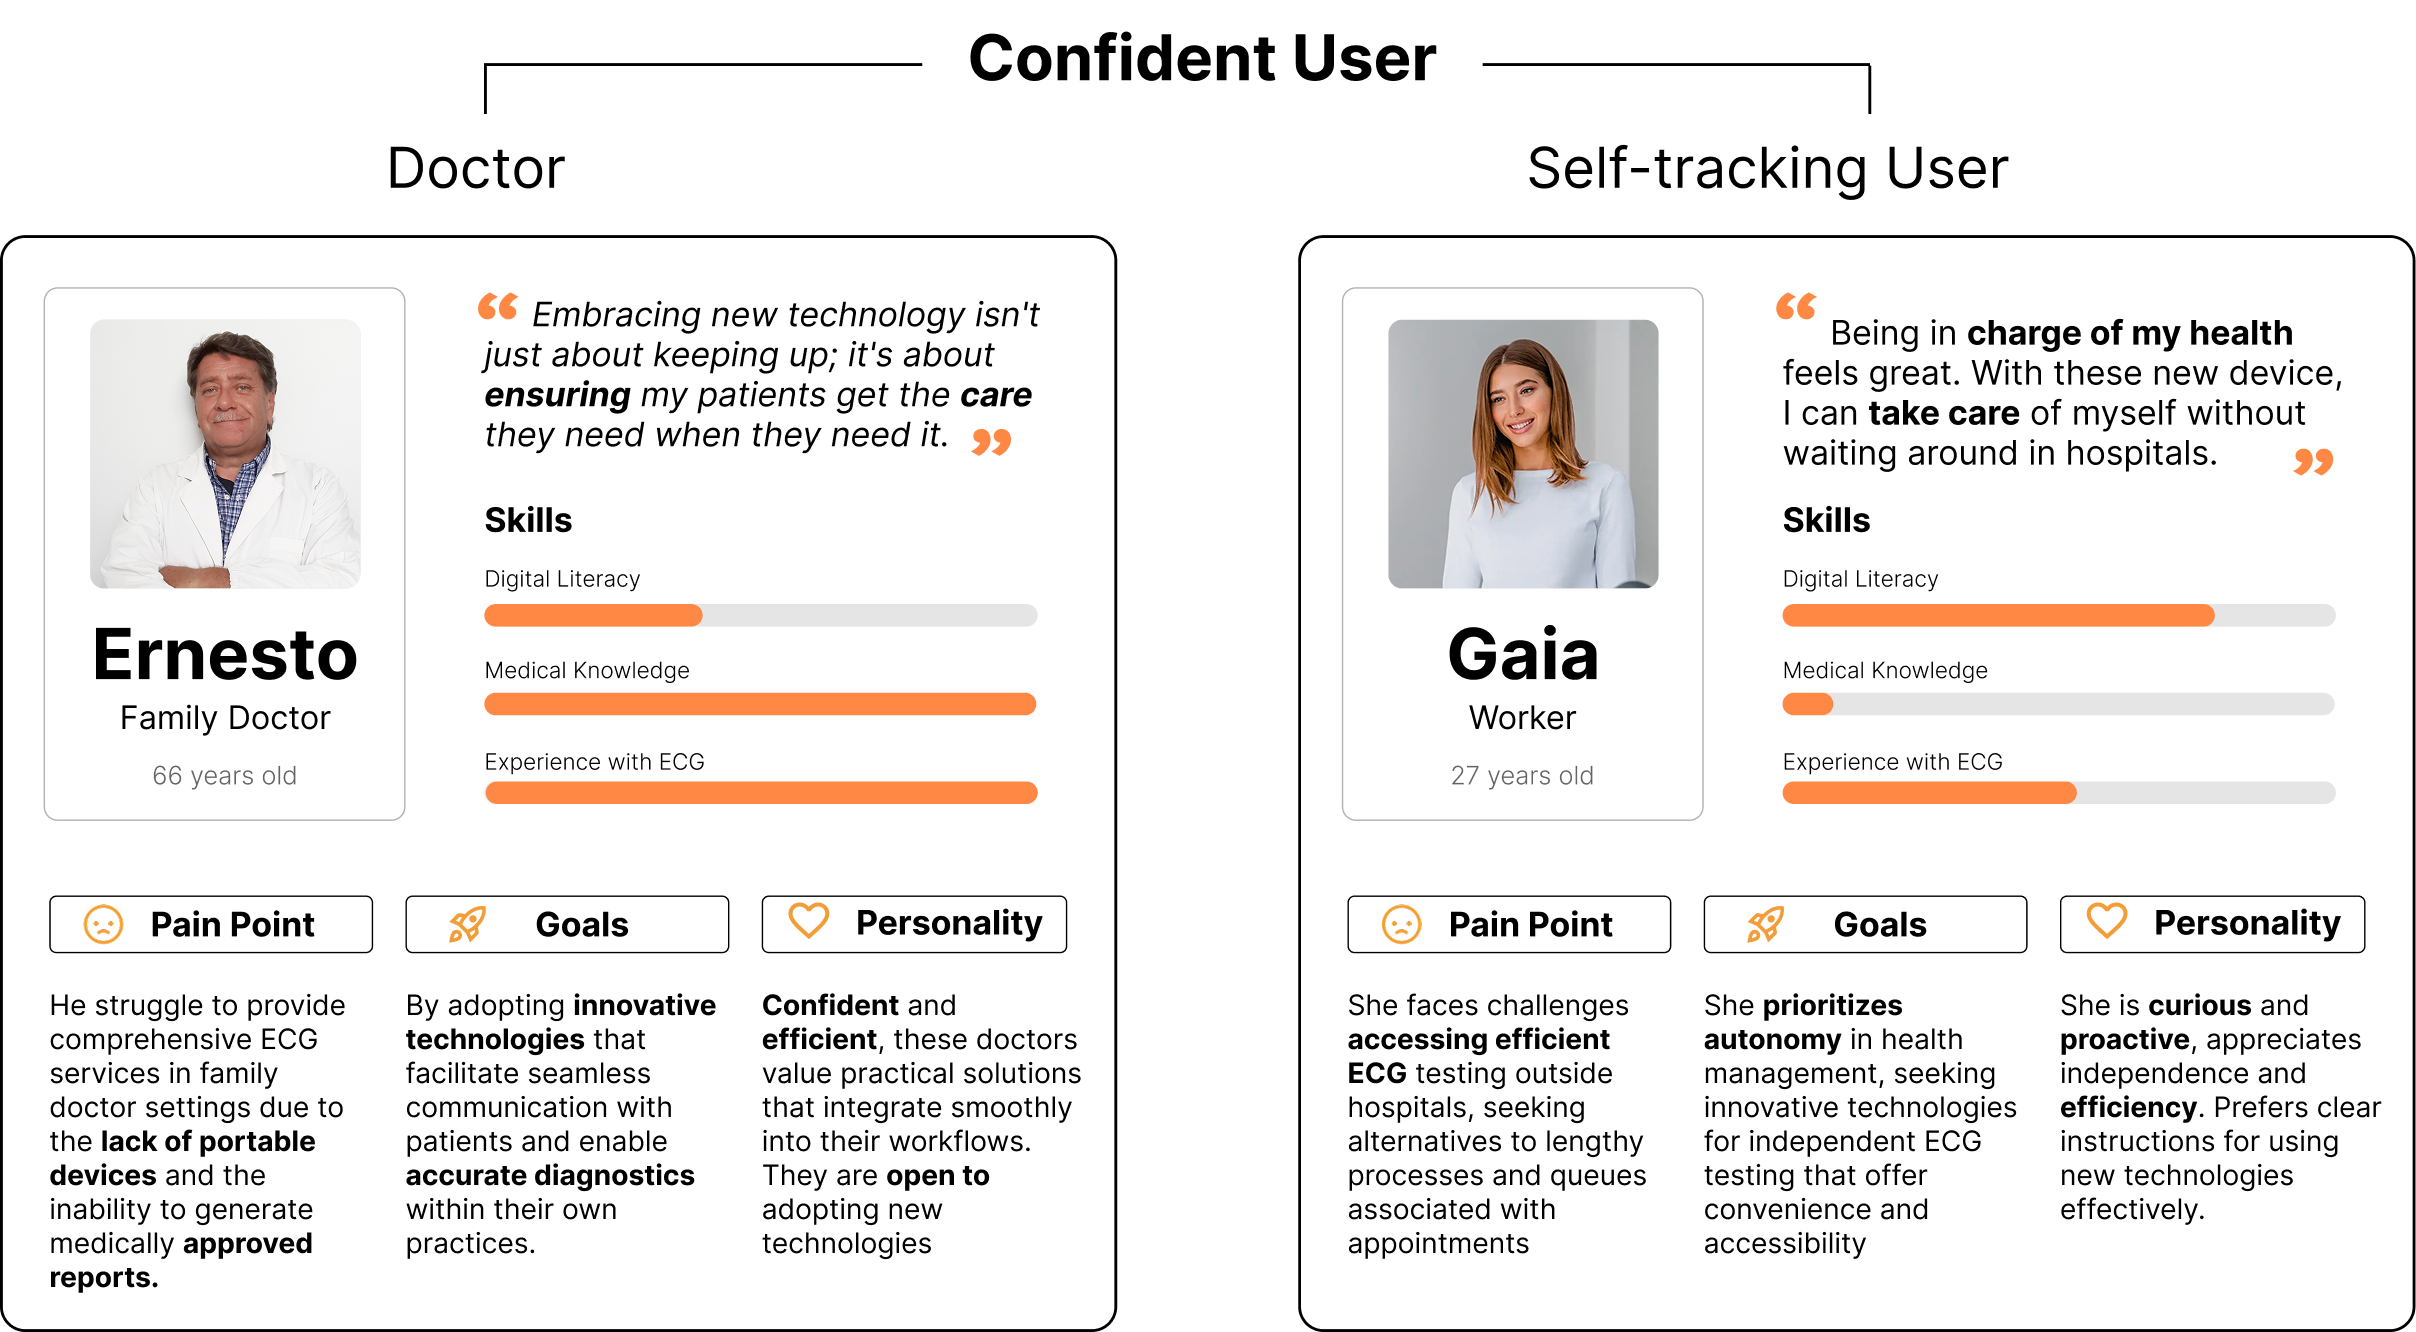 Confident User
Doctor
Self-tracking User
“ Embracing new technology isn't
just about keeping up; it's about
ensuring my patients get the care
they need when they need it. ”
Skills
Digital Literacy
Medical Knowledge
Experience with ECG
Ernesto
Family Doctor
66 years old
Pain Point
He struggle to provide
comprehensive ECG
services in family
doctor settings due to
the lack of portable
devices and the
inability to generate
medically approved
reports.
Goals
By adopting innovative
technologies that
facilitate seamless
communication with
patients and enable
accurate diagnostics
within their own
practices.
Personality
Confident and
efficient, these doctors
value practical solutions
that integrate smoothly
into their workflows.
They are open to
adopting new
technologies
“ Being in charge of my health
feels great. With these new device,
I can take care of myself without
waiting around in hospitals. ”
Skills
Digital Literacy
Medical Knowledge
Experience with ECG
Gaia
Worker
27 years old
Pain Point
She faces challenges
accessing efficient
ECG testing outside
hospitals, seeking
alternatives to lengthy
processes and queues
associated with
appointments
Goals
She prioritizes
autonomy in health
management, seeking
innovative technologies
for independent ECG
testing that offer
convenience and
accessibility
Personality
She is curious and
proactive, appreciates
independence and
efficiency. Prefers clear
instructions for using
new technologies
effectively.